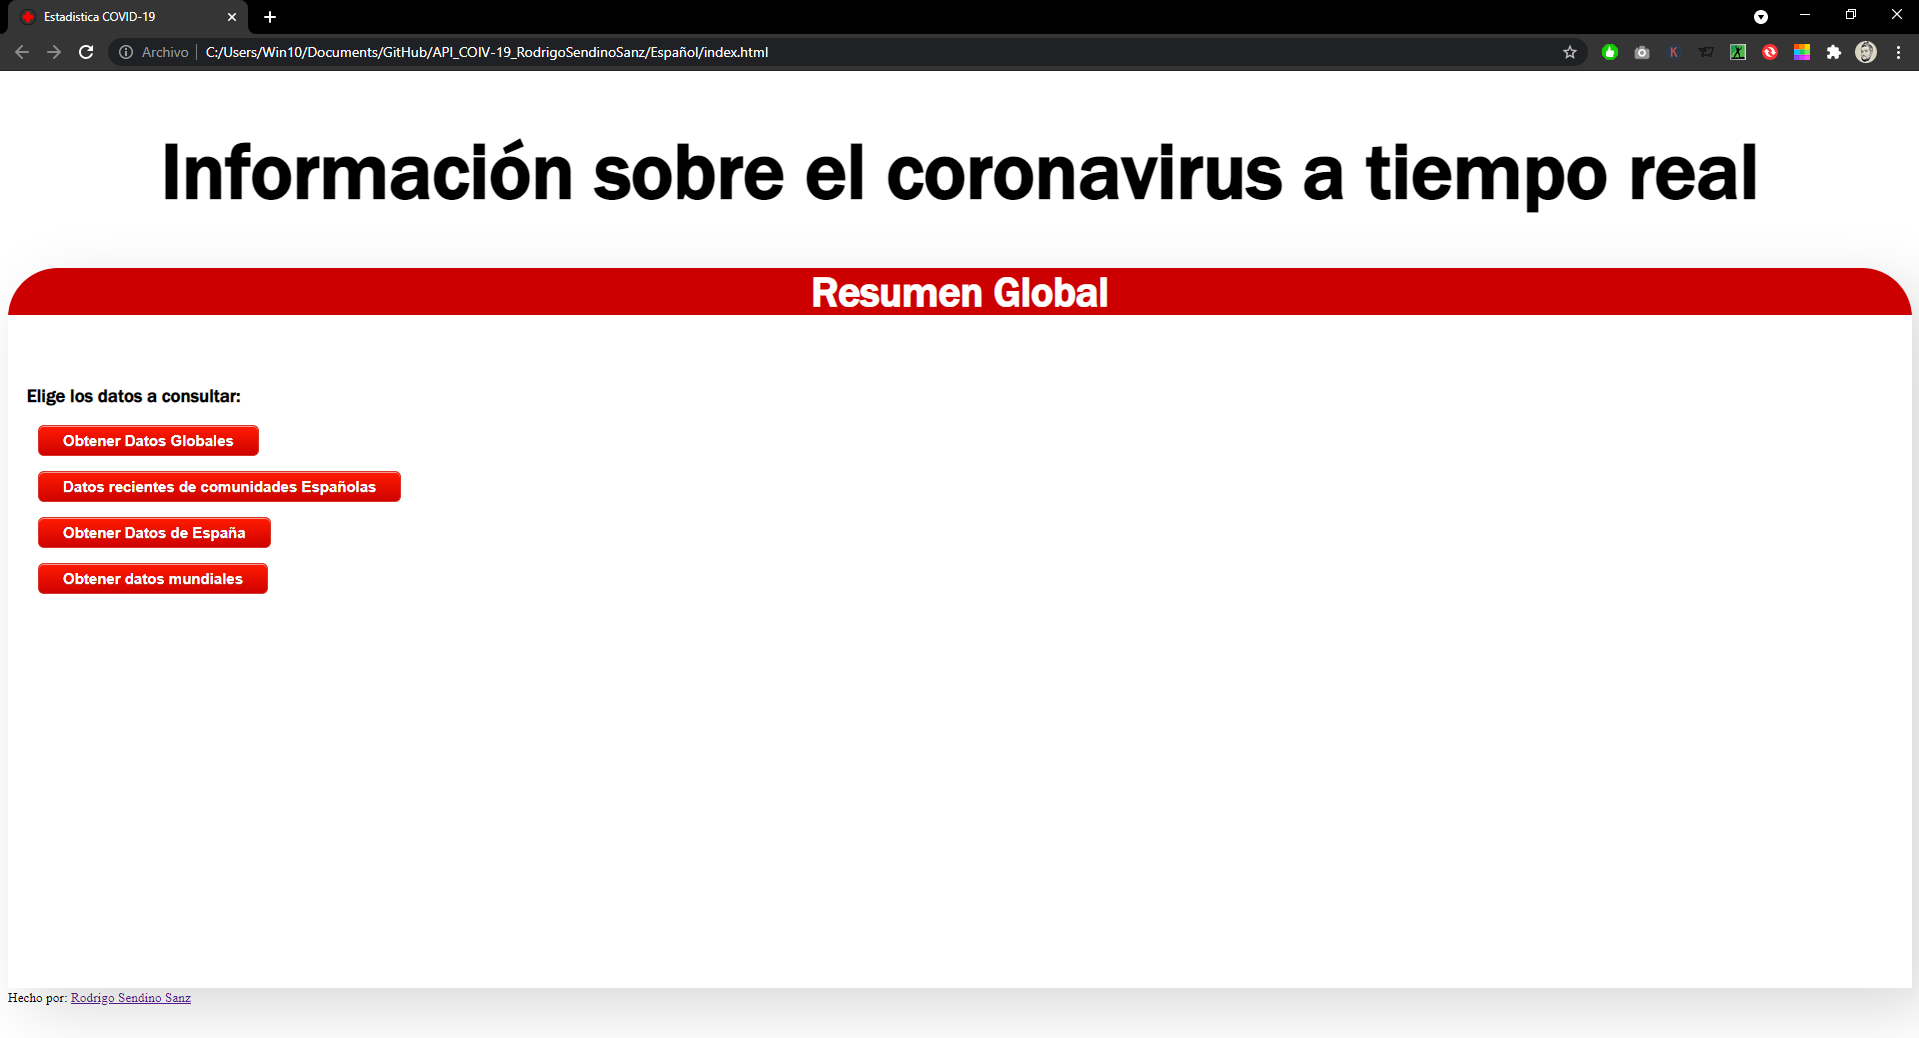 Estadistica COVID-19
Archivo
C:/Users/Win10/Documents/GitHub/API_COIV-19_RodrigoSendinoSanz/Español/index.html
K
Información sobre el coronavirus a tiempo real
Resumen Global
Elige los datos a consultar:
Obtener Datos Globales
Datos recientes de comunidades Españolas
Obtener Datos de España
Obtener datos mundiales
Hecho por: Rodrigo Sendino Sanz